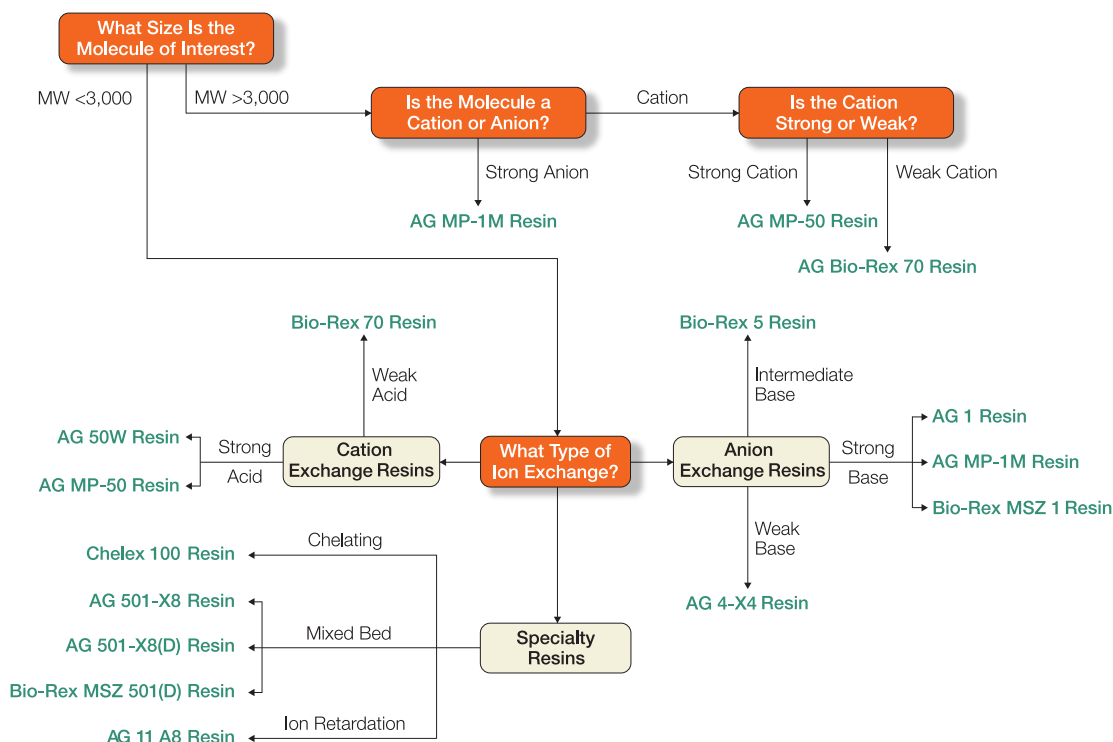 What Size Is the
Molecule of Interest?
MW <3,000
MW >3,000
Is the Molecule a
Cation or Anion?
Cation
Is the Cation
Strong or Weak?
Strong Anion
Strong Cation
Weak Cation
AG MP-1M Resin
AG MP-50 Resin
AG Bio-Rex 70 Resin
Bio-Rex 70 Resin
Bio-Rex 5 Resin
Weak
Acid
Intermediate
Base
AG 50W Resin
AG MP-50 Resin
Strong
Acid
Cation
Exchange Resins
What Type of
Ion Exchange?
Anion
Exchange Resins
Strong
Base
AG 1 Resin
AG MP-1M Resin
Bio-Rex MSZ 1 Resin
Weak
Base
AG 4-X4 Resin
Chelex 100 Resin
Chelating
AG 501-X8 Resin
AG 501-X8(D) Resin
Bio-Rex MSZ 501(D) Resin
Mixed Bed
Specialty
Resins
AG 11 A8 Resin
Ion Retardation